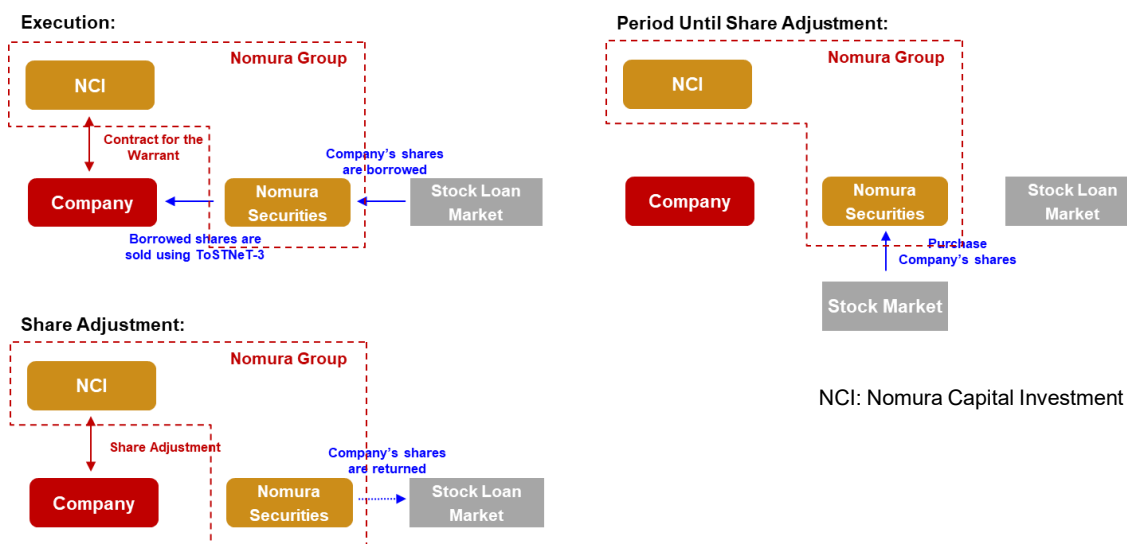 Execution:
Nomura Group
NCI
Contract for the
Warrant
Company's shares
are borrowed
Company
Nomura
Securities
Stock Loan
Market
Borrowed shares are
sold using ToSTNeT-3
Period Until Share Adjustment:
Nomura Group
NCI
Company
Nomura
Securities
Stock Loan
Market
Purchase
Company's shares
Stock Market
Share Adjustment:
Nomura Group
NCI
Share Adjustment
Company's shares
are returned
Company
Nomura
Securities
Stock Loan
Market
NCI: Nomura Capital Investment